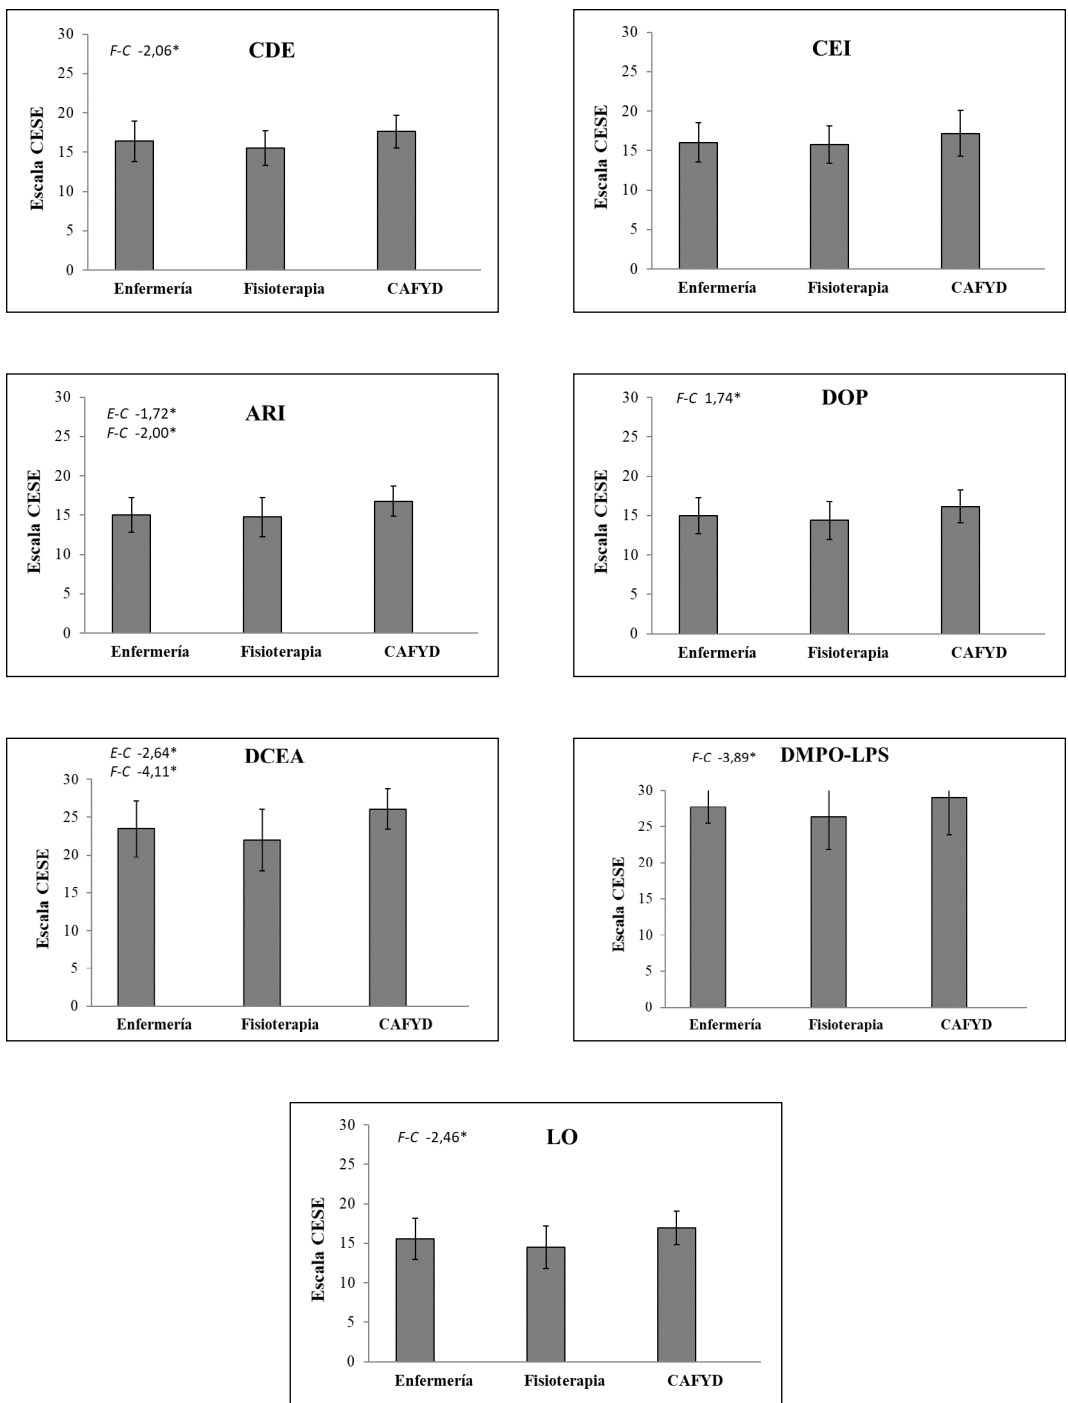 CDE
F-C -2,06*
Escala CESE
30
25
20
15
10
5
0
Enfermería Fisioterapia CAFYD
CEI
Escala CESE
30
25
20
15
10
5
0
Enfermería Fisioterapia CAFYD
ARI
E-C -1,72*
F-C -2,00*
Escala CESE
30
25
20
15
10
5
0
Enfermería Fisioterapia CAFYD
DOP
F-C 1,74*
Escala CESE
30
25
20
15
10
5
0
Enfermería Fisioterapia CAFYD
DCEA
E-C -2,64*
F-C -4,11*
Escala CESE
30
25
20
15
10
5
0
Enfermería Fisioterapia CAFYD
DMPO-LPS
F-C -3,89*
Escala CESE
30
25
20
15
10
5
0
Enfermería Fisioterapia CAFYD
LO
F-C -2,46*
Escala CESE
30
25
20
15
10
5
0
Enfermería Fisioterapia CAFYD